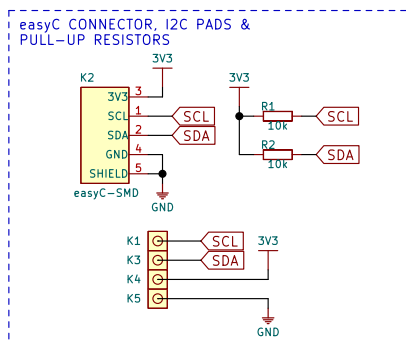 easyC CONNECTOR, I2C PADS &
PULL-UP RESISTORS
K2
3V3
3V3
3V3 3
SCL 1 SCL
SDA 2 SDA
GND 4
SHIELD 5
easyC-SMD
GND
R1
10k
SCL
R2
10k
SDA
K1 SCL
K3 SDA
K4 3V3
K5
GND